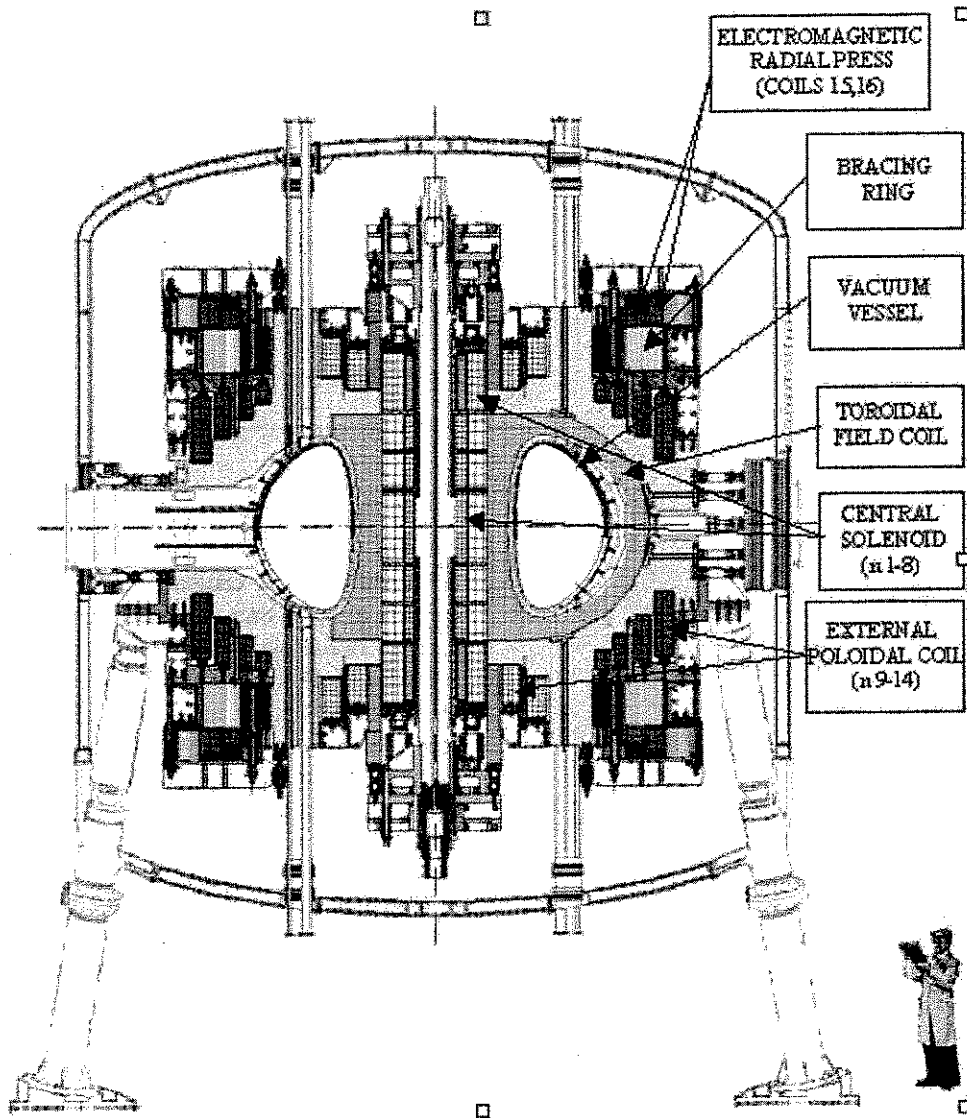 ELECTROMAGNETIC
RADIAL PRESS
(COILS 15,16)
BRACING
RING
VACUUM
VESSEL
TOROIDAL
FIELD COIL
CENTRAL
SOLENOID
(n 1-8)
EXTERNAL
POLOIDAL COIL
(n 9-14)